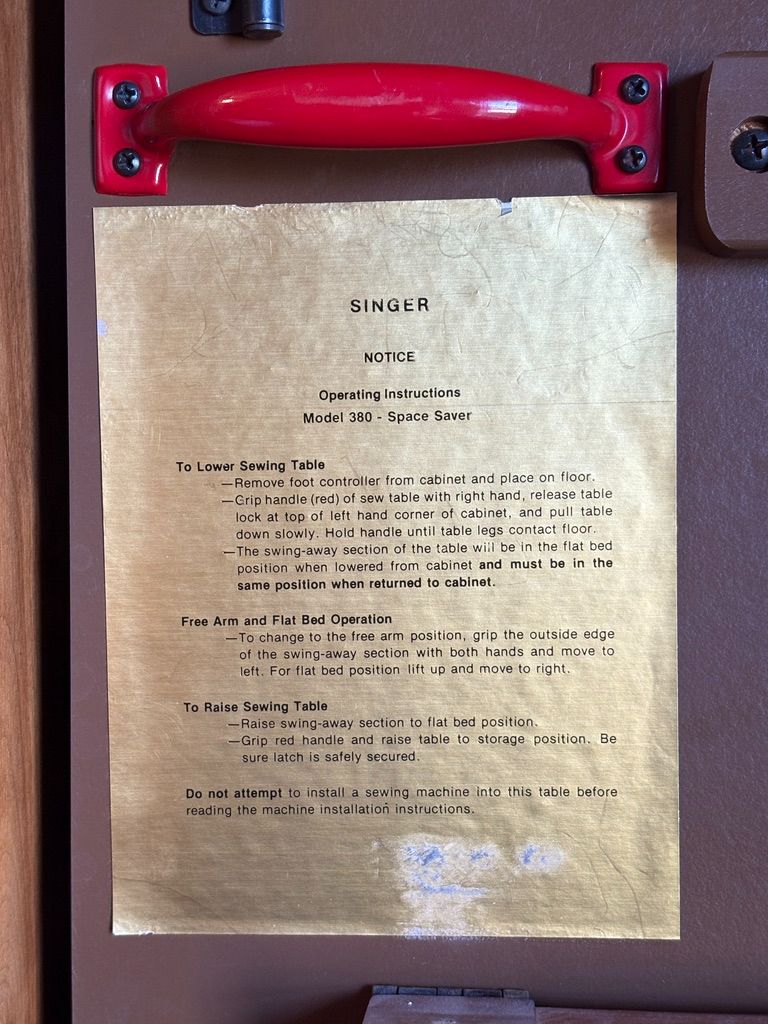 SINGER
NOTICE
Operating Instructions
Model 380 - Space Saver
To Lower Sewing Table
—Remove foot controller from cabinet and place on floor.
—Grip handle (red) of sew table with right hand, release table
lock at top of left hand corner of cabinet, and pull table
down slowly. Hold handle until table legs contact floor.
—The swing-away section of the table will be in the flat bed
position when lowered from cabinet and must be in the
same position when returned to cabinet.
Free Arm and Flat Bed Operation
—To change to the free arm position, grip the outside edge
of the swing-away section with both hands and move to
left. For flat bed position lift up and move to right.
To Raise Sewing Table
—Raise swing-away section to flat bed position.
—Grip red handle and raise table to storage position. Be
sure latch is safely secured.
Do not attempt to install a sewing machine into this table before
reading the machine installation instructions.